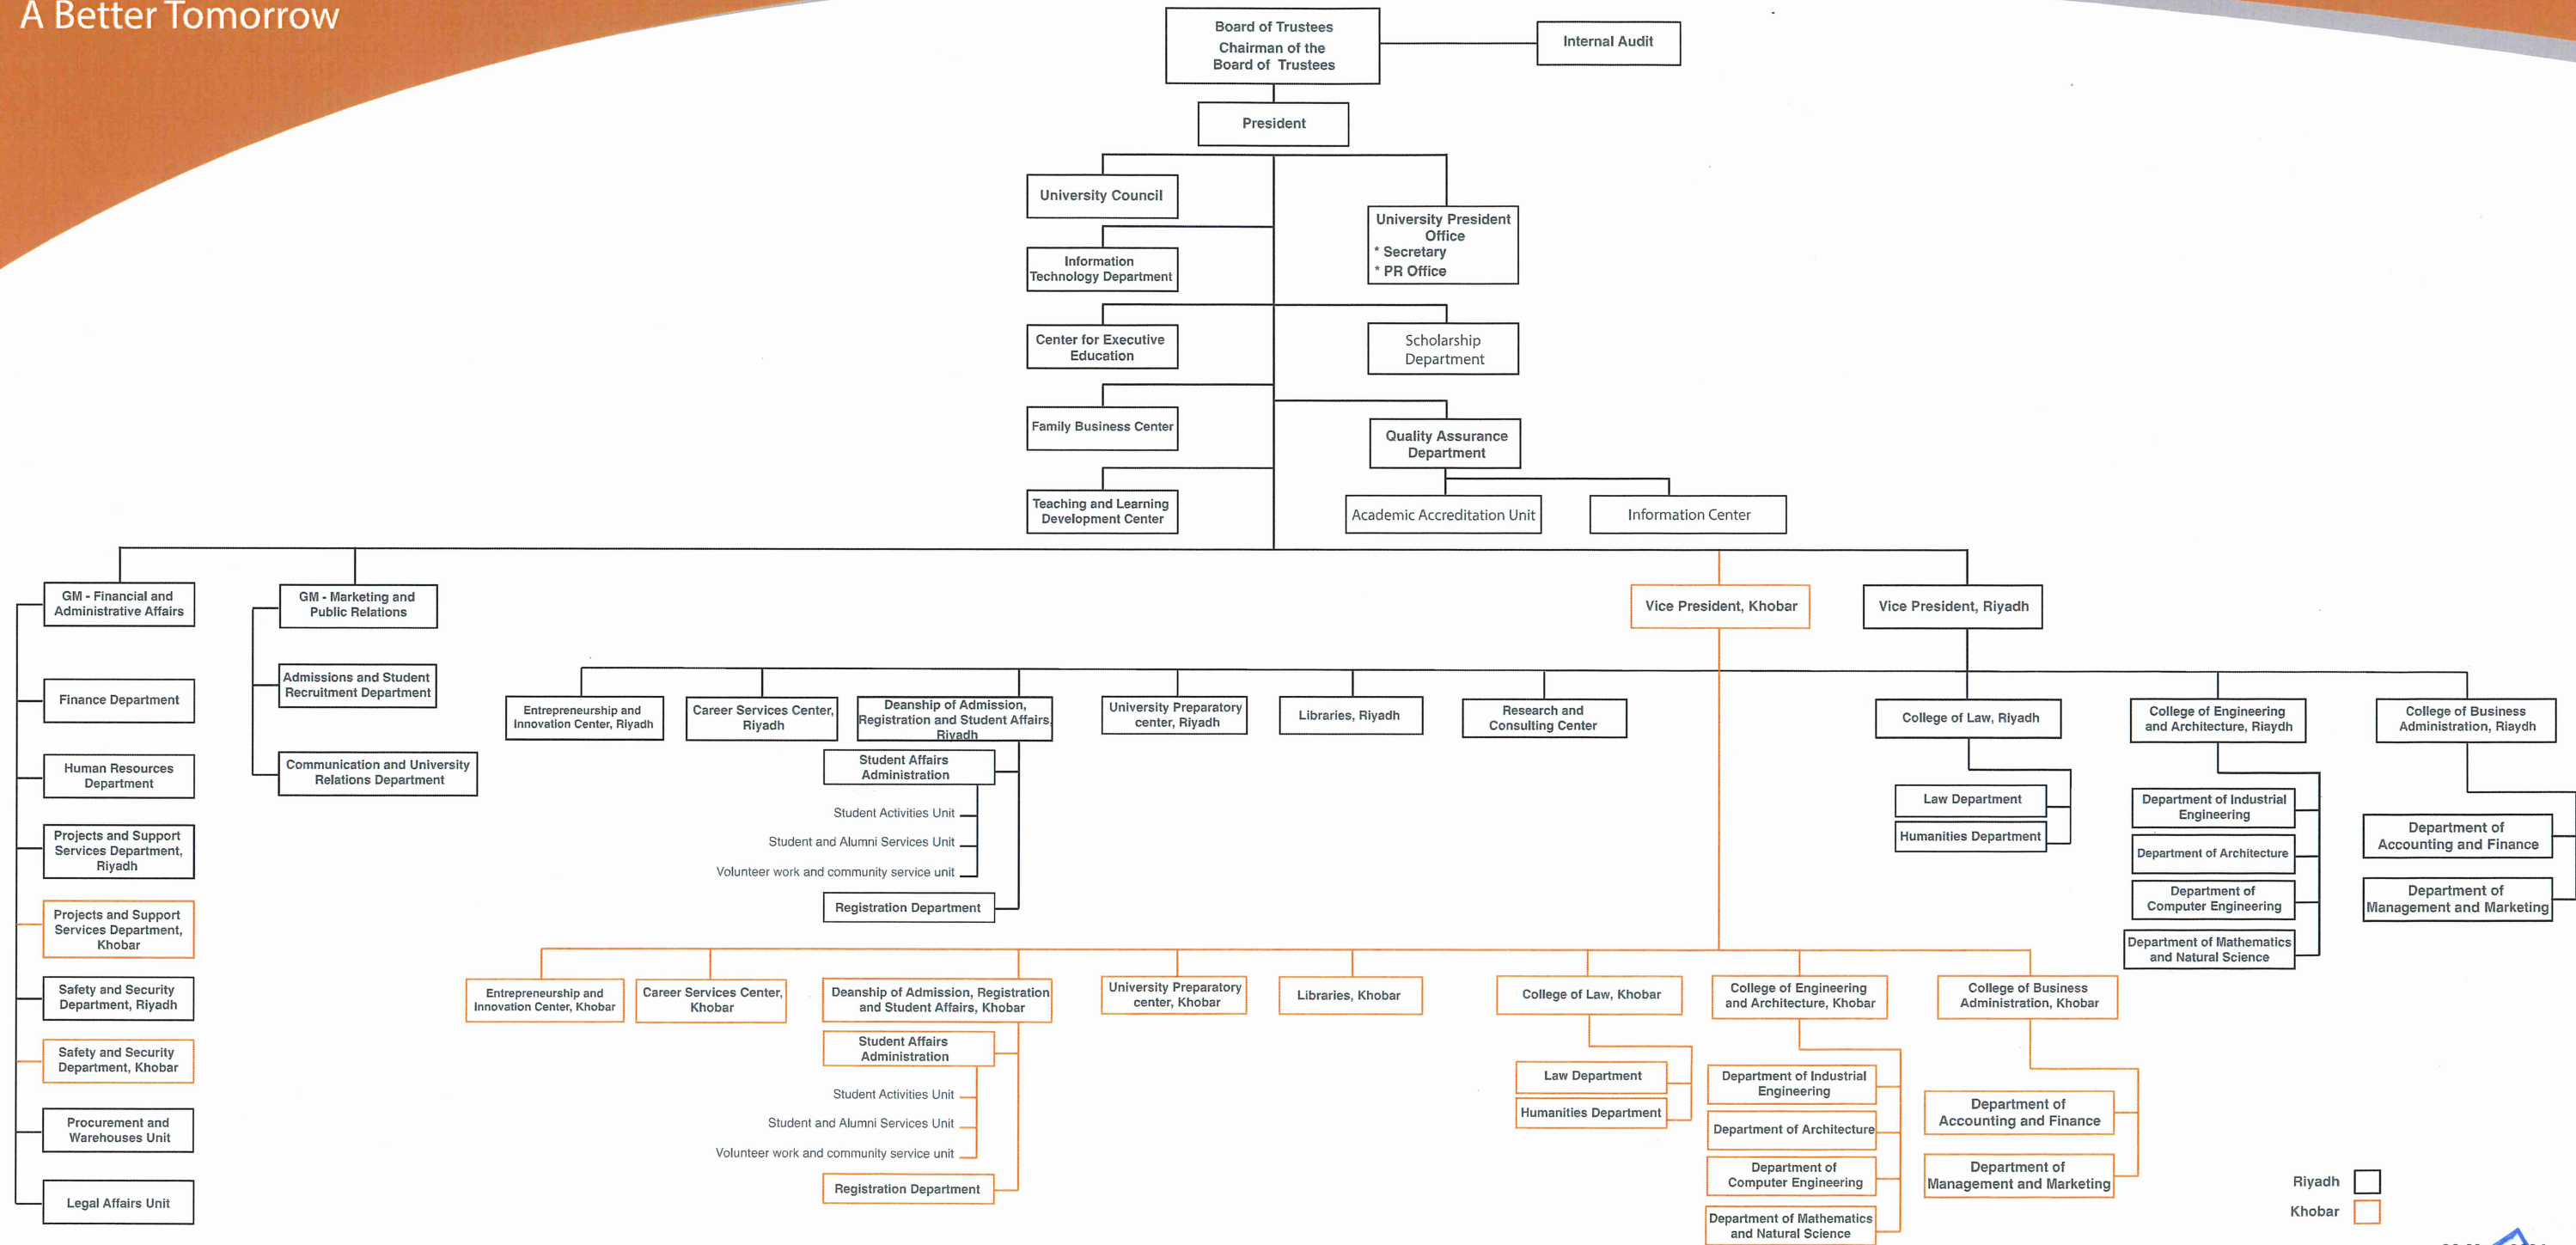 A Better Tomorrow
Board of Trustees
Chairman of the
Board of Trustees
Internal Audit
President
University Council
University President
Office
* Secretary
* PR Office
Information
Technology Department
Center for Executive
Education
Scholarship
Department
Family Business Center
Quality Assurance
Department
Teaching and Learning
Development Center
Academic Accreditation Unit
Information Center
GM - Financial and
Administrative Affairs
GM - Marketing and
Public Relations
Vice President, Khobar
Vice President, Riyadh
Finance Department
Human Resources
Department
Projects and Support
Services Department,
Riyadh
Projects and Support
Services Department,
Khobar
Safety and Security
Department, Riyadh
Safety and Security
Department, Khobar
Procurement and
Warehouses Unit
Legal Affairs Unit
Admissions and Student
Recruitment Department
Communication and University
Relations Department
Entrepreneurship and
Innovation Center, Riyadh
Career Services Center,
Riyadh
Deanship of Admission,
Registration and Student Affairs,
Riyadh
University Preparatory
center, Riyadh
Libraries, Riyadh
Research and
Consulting Center
College of Law, Riyadh
College of Engineering
and Architecture, Riaydh
College of Business
Administration, Riaydh
Student Affairs
Administration
Student Activities Unit
Student and Alumni Services Unit
Volunteer work and community service unit
Registration Department
Law Department
Humanities Department
Department of Industrial
Engineering
Department of Architecture
Department of
Computer Engineering
Department of Mathematics
and Natural Science
Department of
Accounting and Finance
Department of
Management and Marketing
Entrepreneurship and
Innovation Center, Khobar
Career Services Center,
Khobar
Deanship of Admission, Registration
and Student Affairs, Khobar
University Preparatory
center, Khobar
Libraries, Khobar
College of Law, Khobar
College of Engineering
and Architecture, Khobar
College of Business
Administration, Khobar
Student Affairs
Administration
Student Activities Unit
Student and Alumni Services Unit
Volunteer work and community service unit
Registration Department
Law Department
Humanities Department
Department of Industrial
Engineering
Department of Architecture
Department of
Computer Engineering
Department of Mathematics
and Natural Science
Department of
Accounting and Finance
Department of
Management and Marketing
Riyadh
Khobar